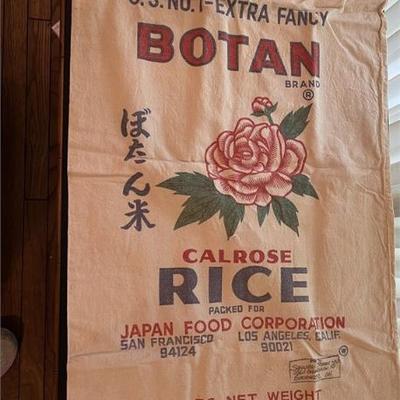 U.S. NO. 1-EXTRA FANCY
BOTAN
BRAND
®
ぼたん米
CALROSE
RICE
PACKED FOR
JAPAN FOOD CORPORATION
SAN FRANCISCO LOS ANGELES, CALIF.
94124 90021
®
NET WEIGHT